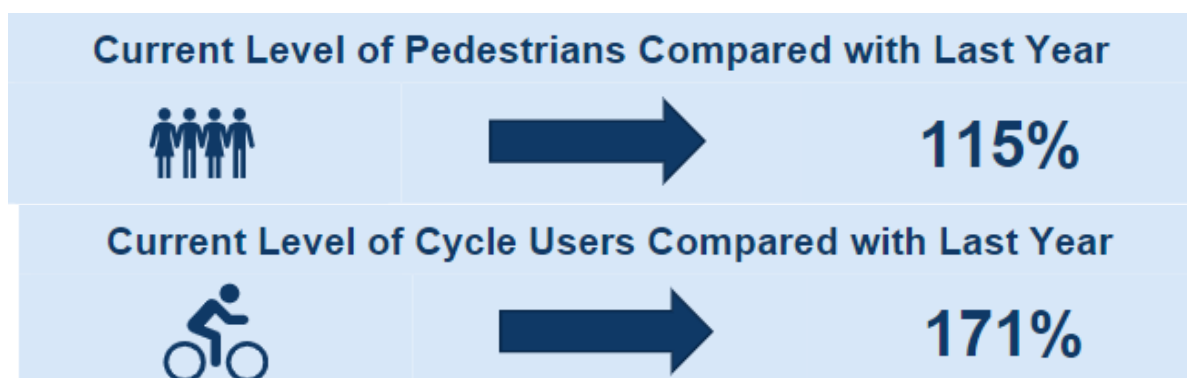 Current Level of Pedestrians Compared with Last Year
115%
Current Level of Cycle Users Compared with Last Year
171%